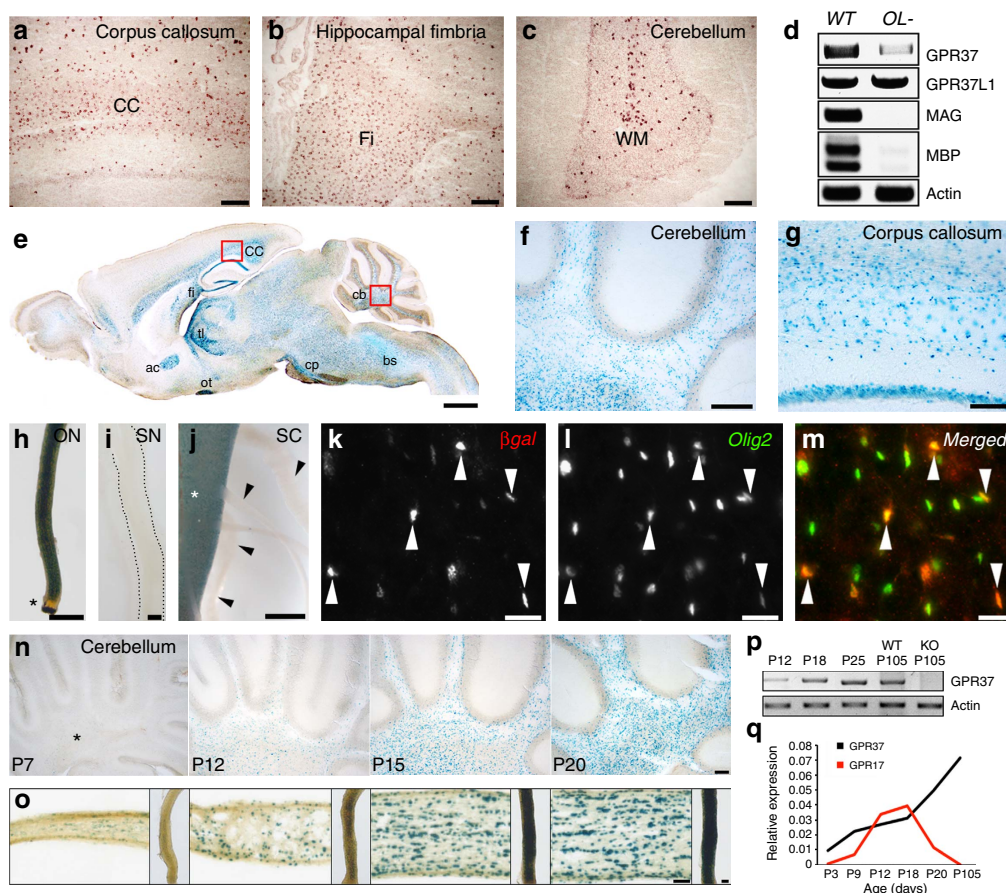 a Corpus callosum
CC
b Hippocampal fimbria
Fi
c Cerebellum
WM
d WT OL-
GPR37
GPR37L1
MAG
MBP
Actin
e
CC
fi
cb
tl
ac
ot
cp
bs
f Cerebellum
g Corpus callosum
h ON
*
i SN
j SC
*
k βgal
l Olig2
m Merged
n Cerebellum
*
P7
P12
P15
P20
o
p
P12 P18 P25 WT P105 KO P105
GPR37
Actin
q
Relative expression
0.08
0.07
0.06
0.05
0.04
0.03
0.02
0.01
0
GPR37
GPR17
P3 P9 P12 P18 P20 P105
Age (days)